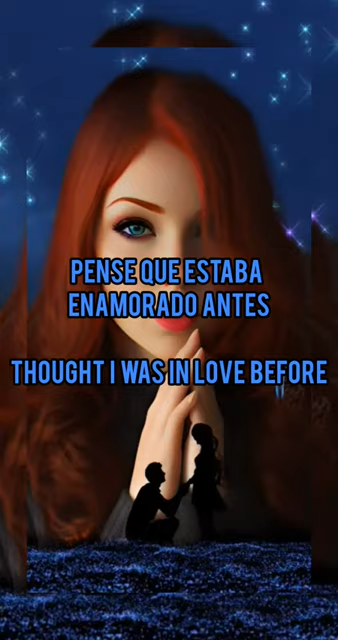 PENSE QUE ESTABA
ENAMORADO ANTES
THOUGHT I WAS IN LOVE BEFORE
"